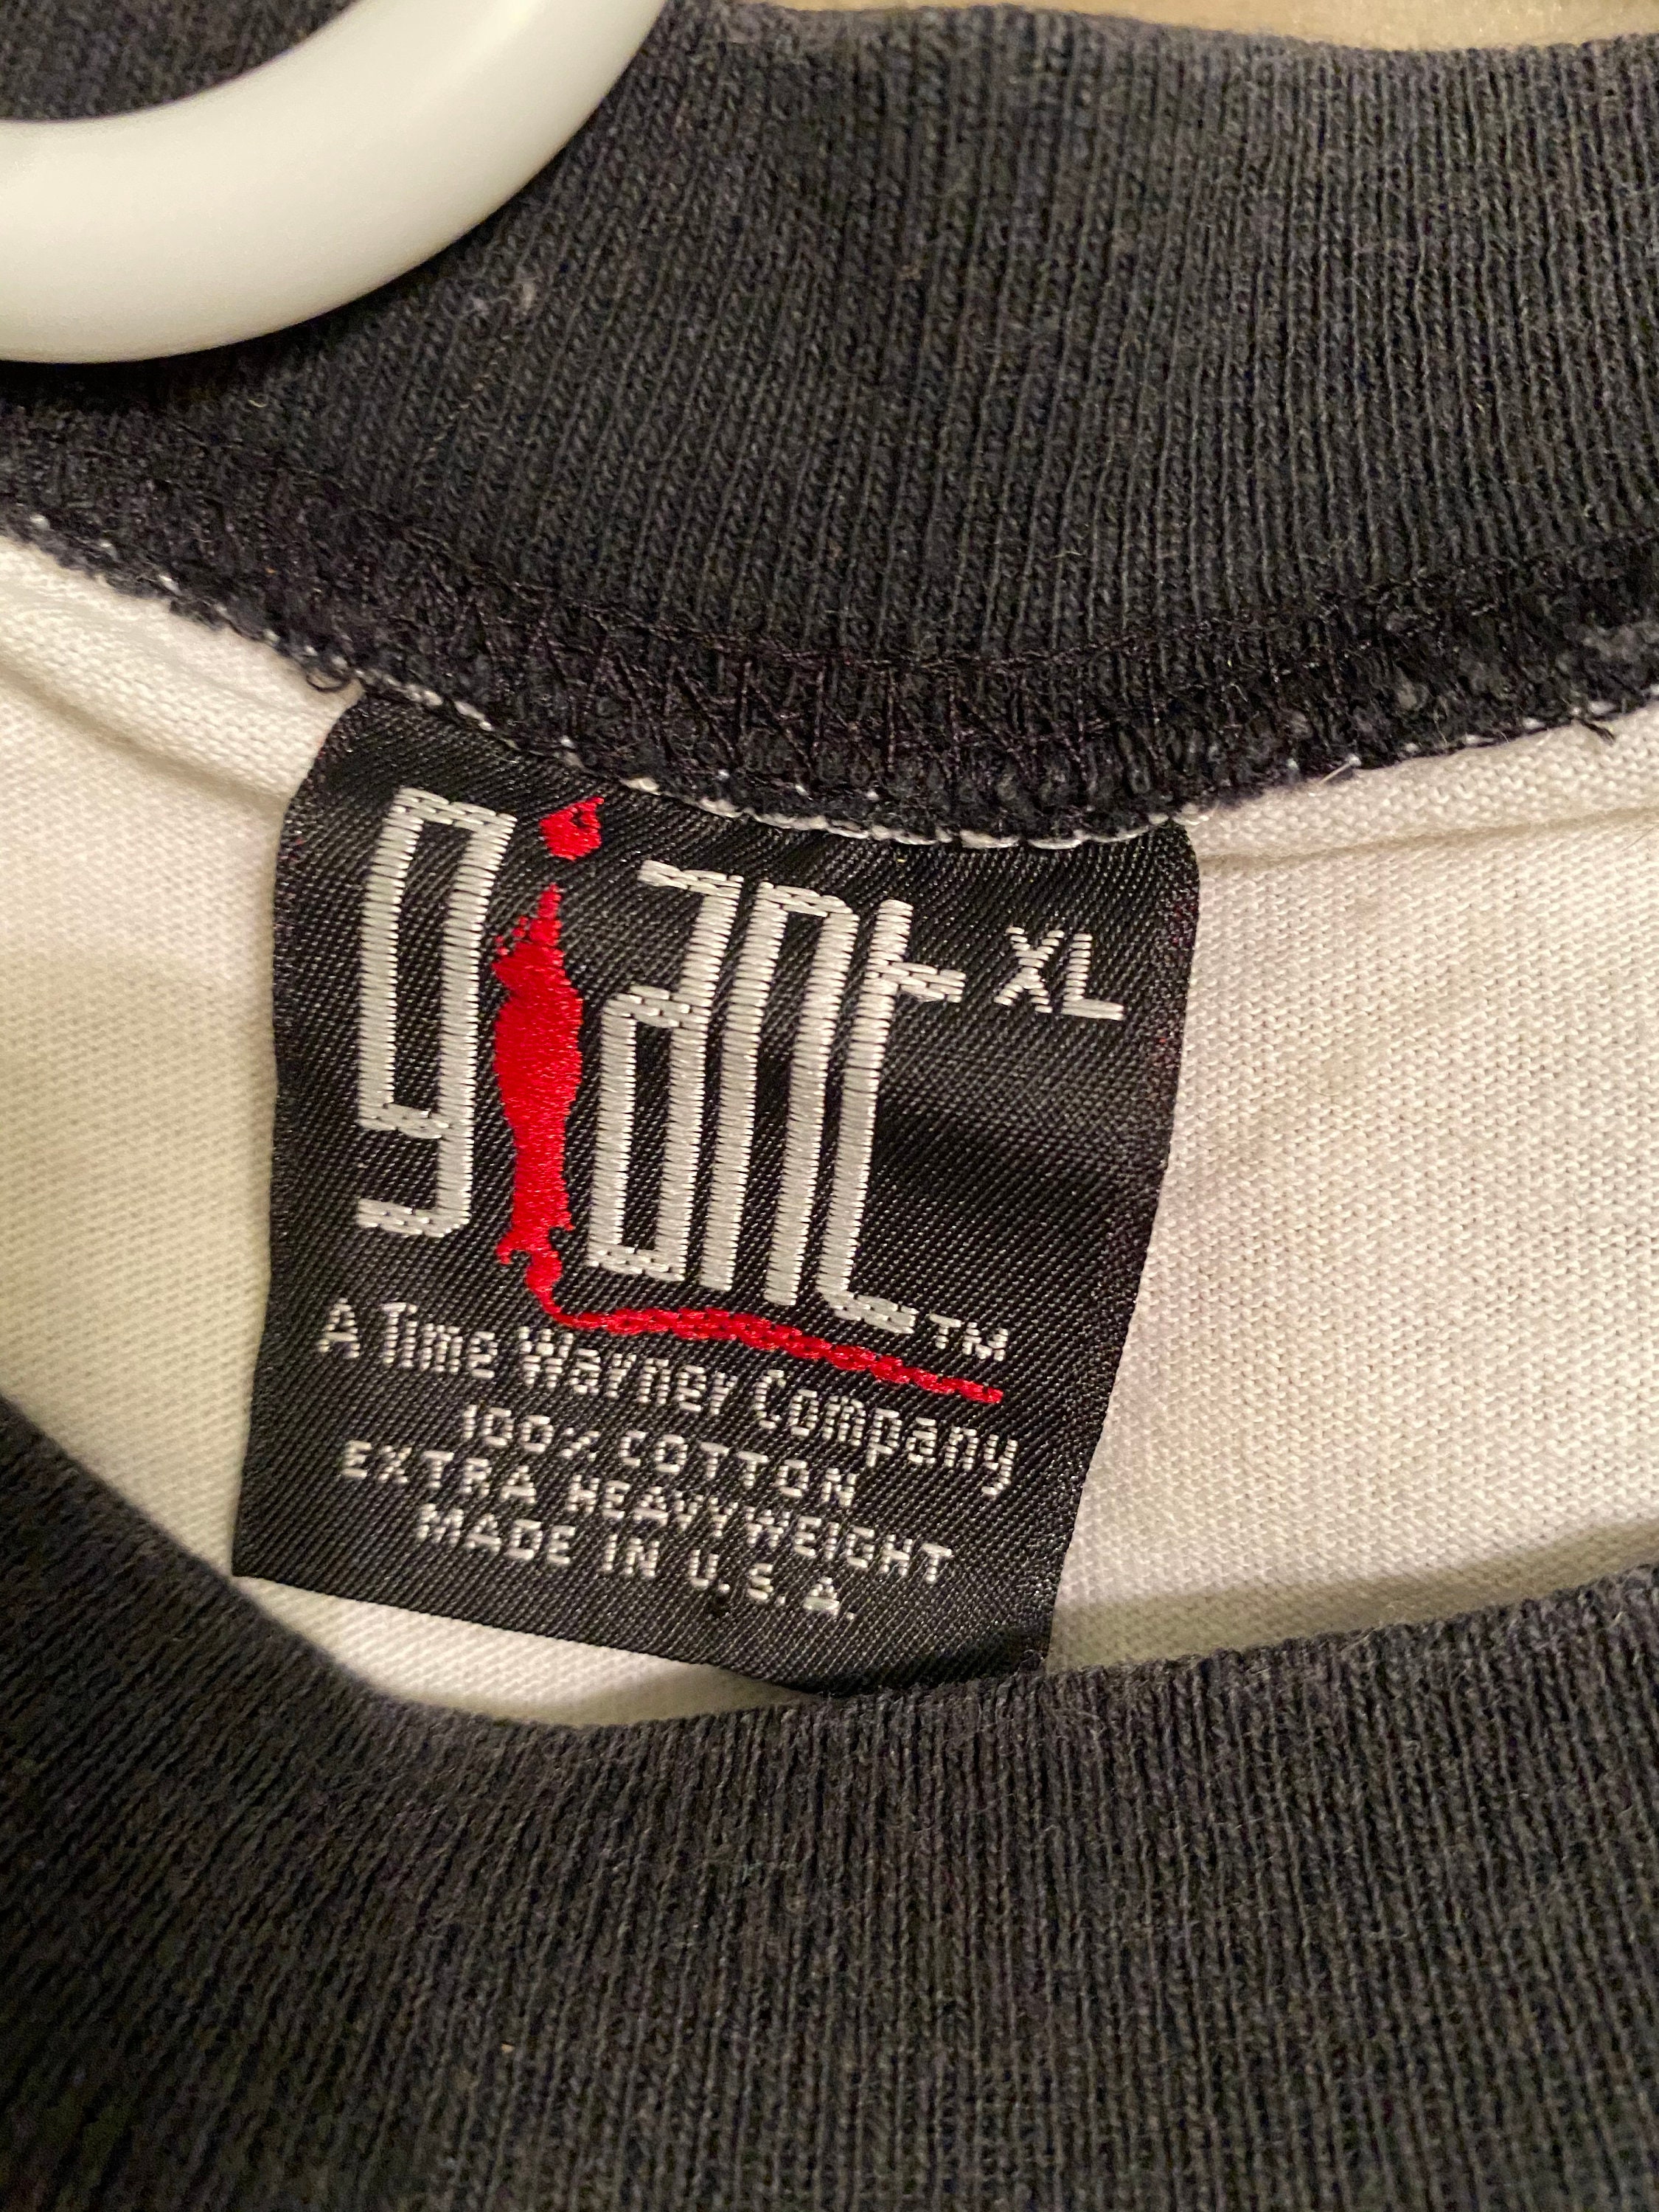 giant XL
TM
A Time Warner Company
100% COTTON
EXTRA HEAVYWEIGHT
MADE IN U.S.A.